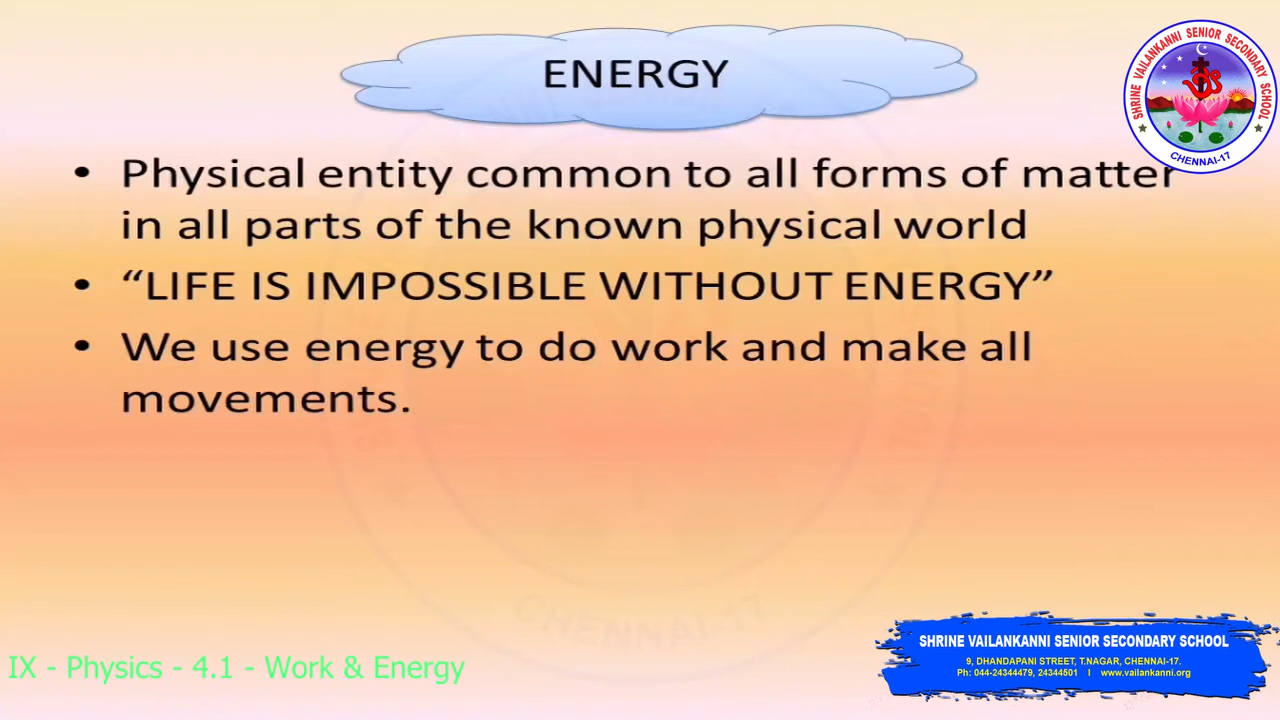 ENERGY
SHRINE VAILANKANNI SENIOR SECONDARY SCHOOL
CHENNAI-17
• Physical entity common to all forms of matter
in all parts of the known physical world
• “LIFE IS IMPOSSIBLE WITHOUT ENERGY”
• We use energy to do work and make all
movements.
CHENNAI-17
IX - Physics - 4.1 - Work & Energy
SHRINE VAILANKANNI SENIOR SECONDARY SCHOOL
9, DHANDAPANI STREET, T.NAGAR, CHENNAI-17.
Ph: 044-24344479, 24344501 I www.vailankanni.org